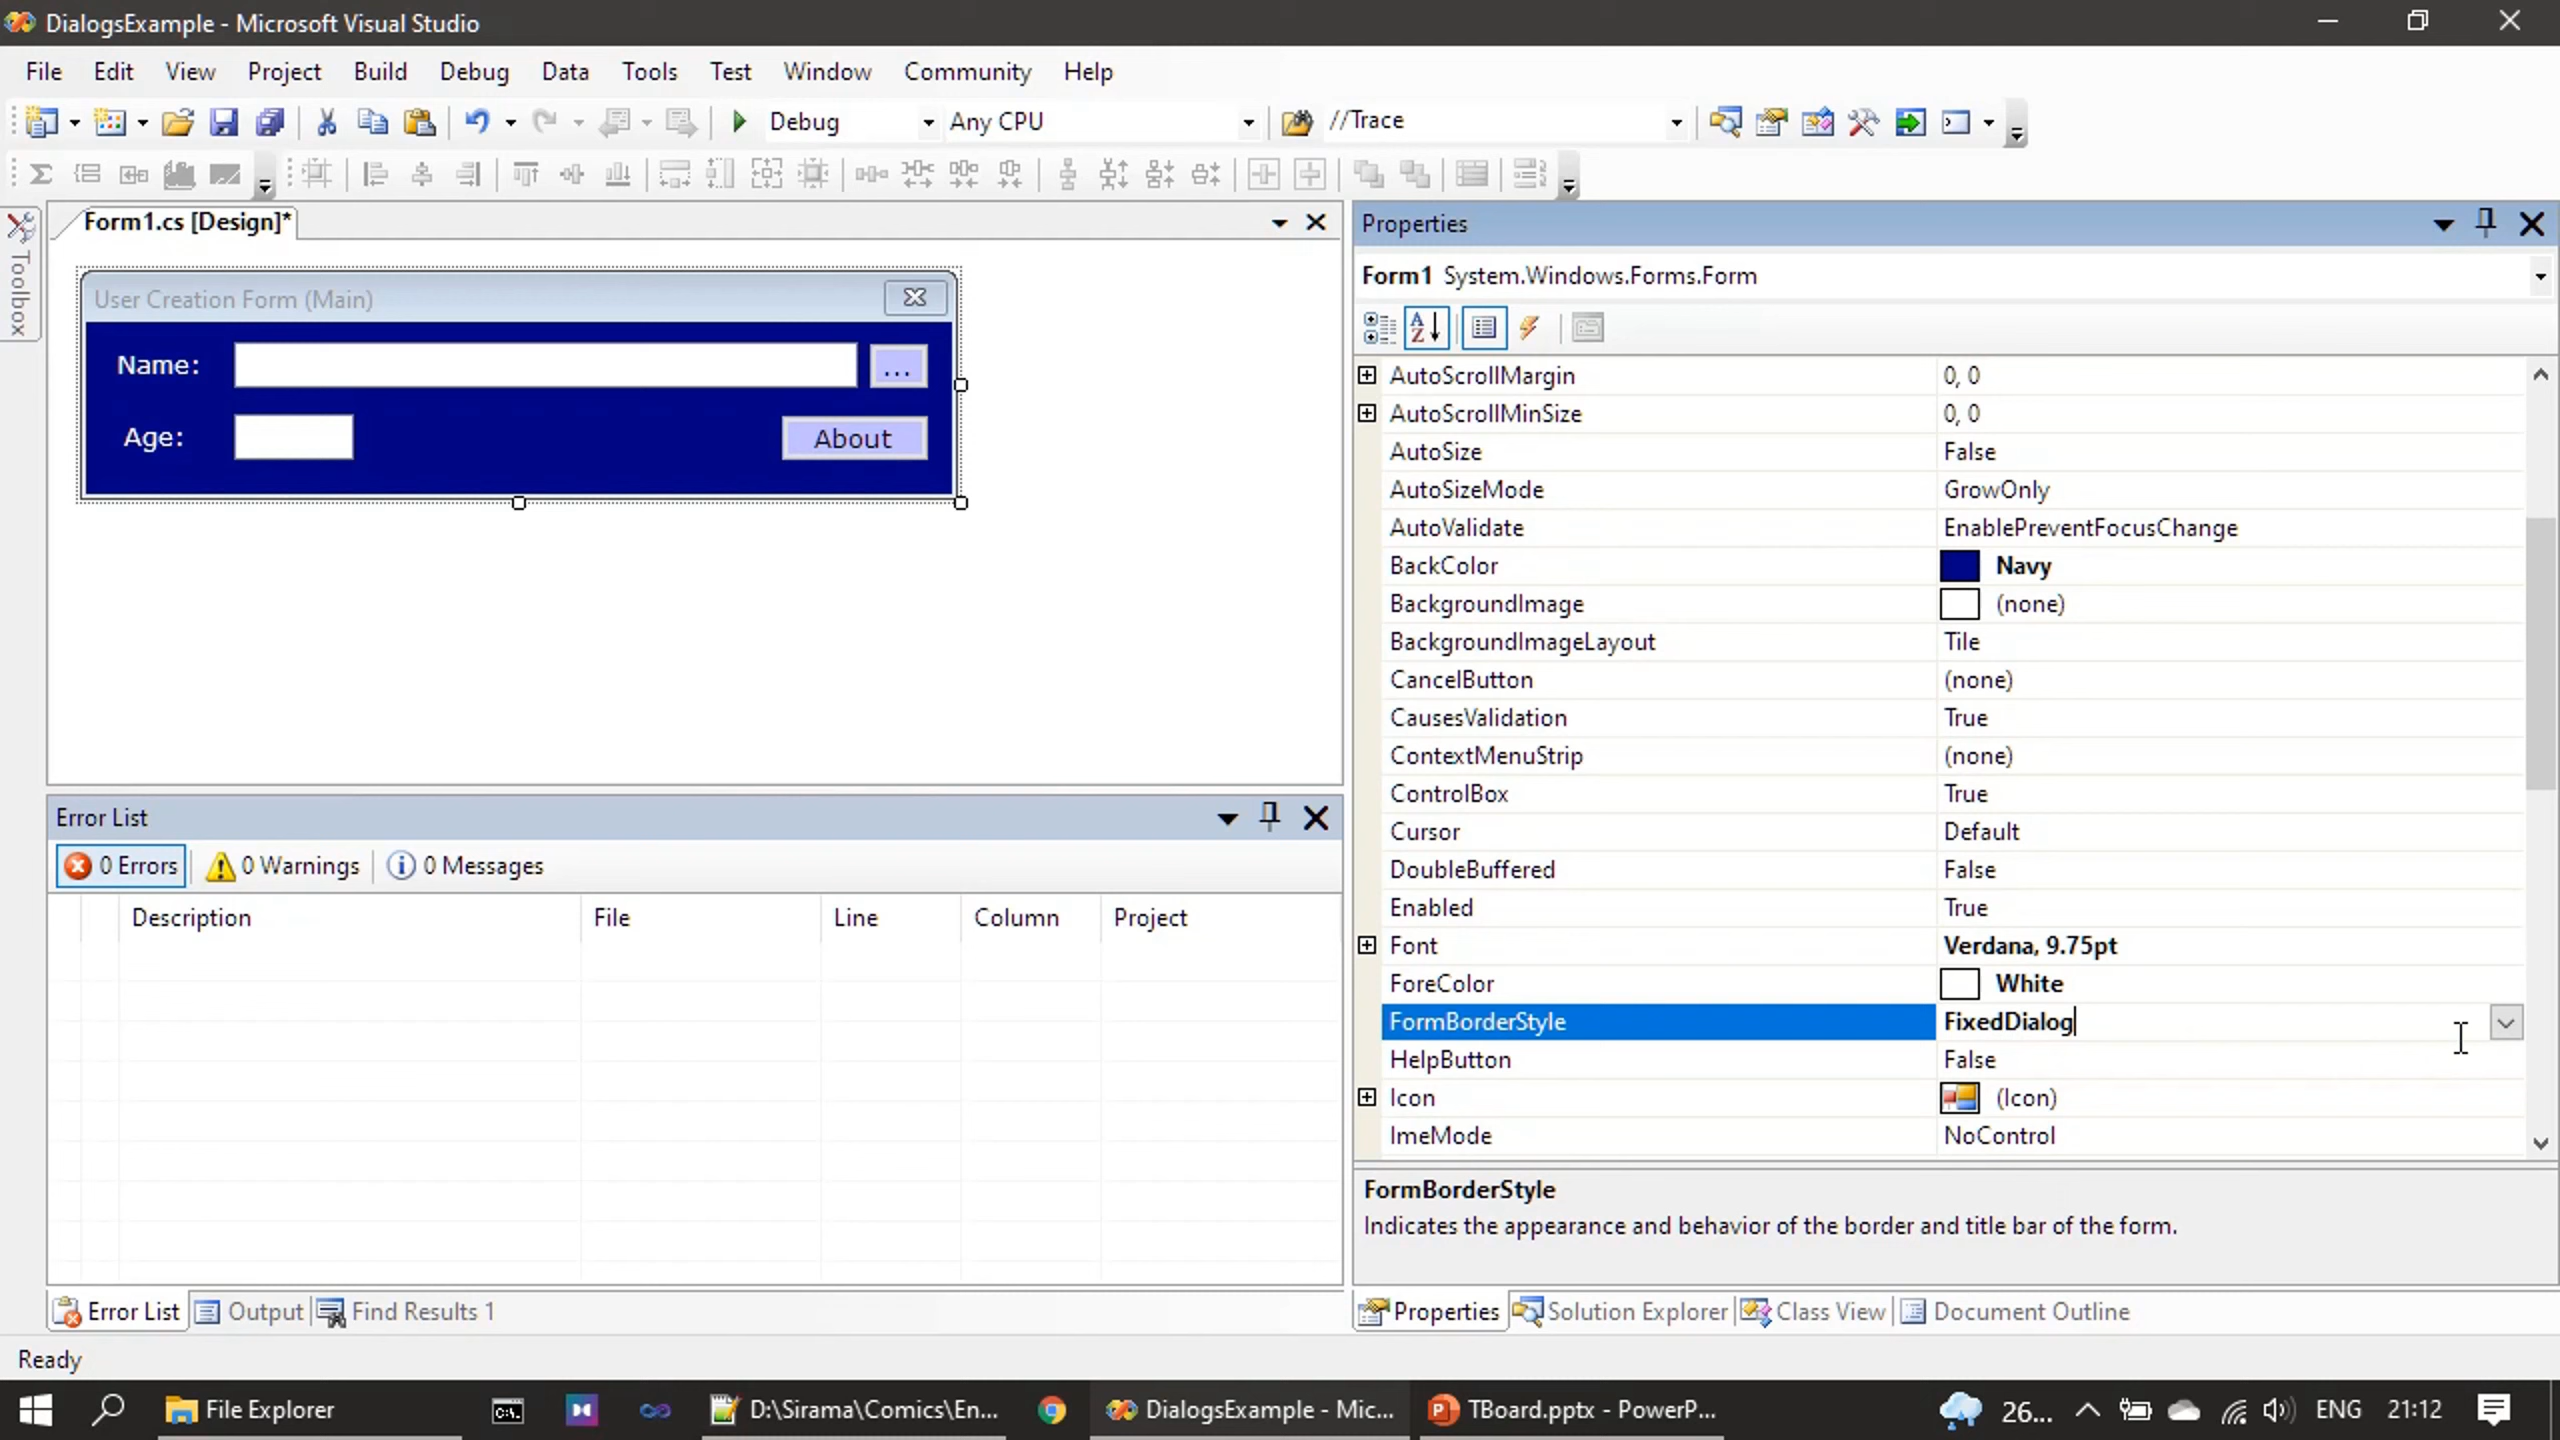 DialogsExample - Microsoft Visual Studio
File Edit View Project Build Debug Data Tools Test Window Community Help
Debug Any CPU //Trace
Toolbox
Form1.cs [Design]*
User Creation Form (Main)
Name: ...
Age: About
Error List
0 Errors 0 Warnings 0 Messages
Description File Line Column Project
Error List Output Find Results 1
Properties
Form1 System.Windows.Forms.Form
AutoScrollMargin 0, 0
AutoScrollMinSize 0, 0
AutoSize False
AutoSizeMode GrowOnly
AutoValidate EnablePreventFocusChange
BackColor Navy
BackgroundImage (none)
BackgroundImageLayout Tile
CancelButton (none)
CausesValidation True
ContextMenuStrip (none)
ControlBox True
Cursor Default
DoubleBuffered False
Enabled True
Font Verdana, 9.75pt
ForeColor White
FormBorderStyle FixedDialog
HelpButton False
Icon (Icon)
ImeMode NoControl
FormBorderStyle
Indicates the appearance and behavior of the border and title bar of the form.
Properties Solution Explorer Class View Document Outline
Ready
File Explorer D:\Sirama\Comics\En... DialogsExample - Mic... TBoard.pptx - PowerP... 26... ENG 21:12